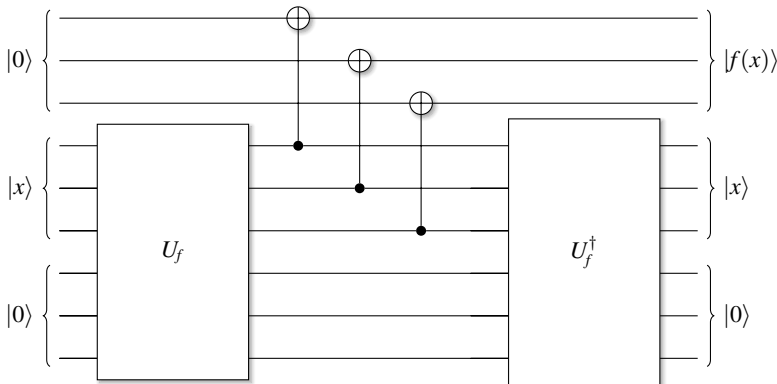 |0⟩ |f(x)⟩
|x⟩ |x⟩
U_f U_f^†
|0⟩ |0⟩